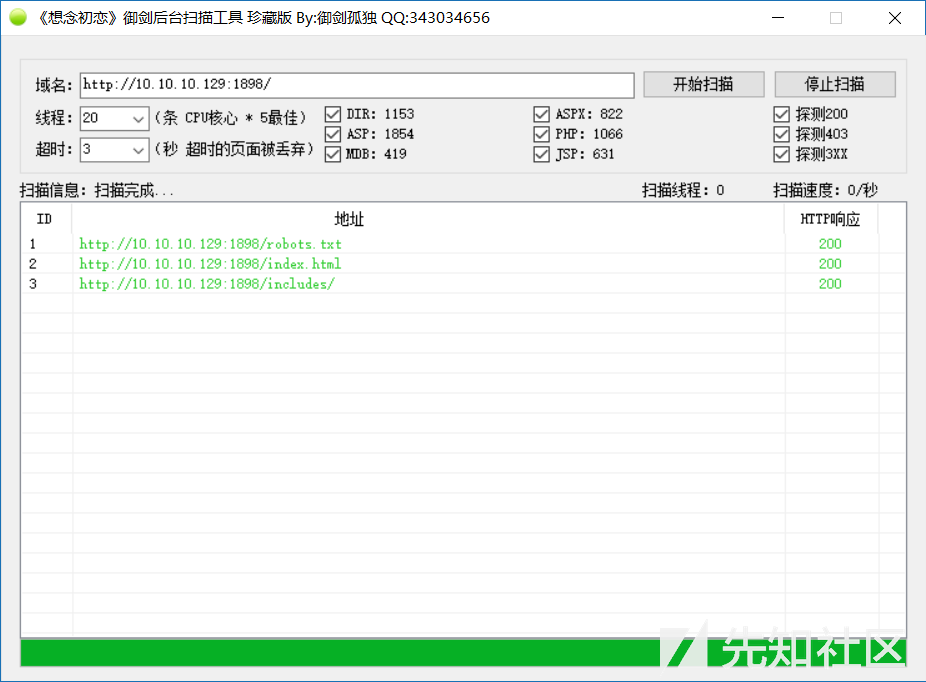 《想念初恋》御剑后台扫描工具 珍藏版 By:御剑孤独 QQ:343034656
域名: http://10.10.10.129:1898/ 开始扫描 停止扫描
线程: 20 (条 CPU核心 * 5最佳) DIR: 1153 ASPX: 822 探测200
ASP: 1854 PHP: 1066 探测403
超时: 3 (秒 超时的页面被丢弃) MDB: 419 JSP: 631 探测3XX
扫描信息: 扫描完成... 扫描线程: 0 扫描速度: 0/秒
ID 地址 HTTP响应
1 http://10.10.10.129:1898/robots.txt 200
2 http://10.10.10.129:1898/index.html 200
3 http://10.10.10.129:1898/includes/ 200
先知社区